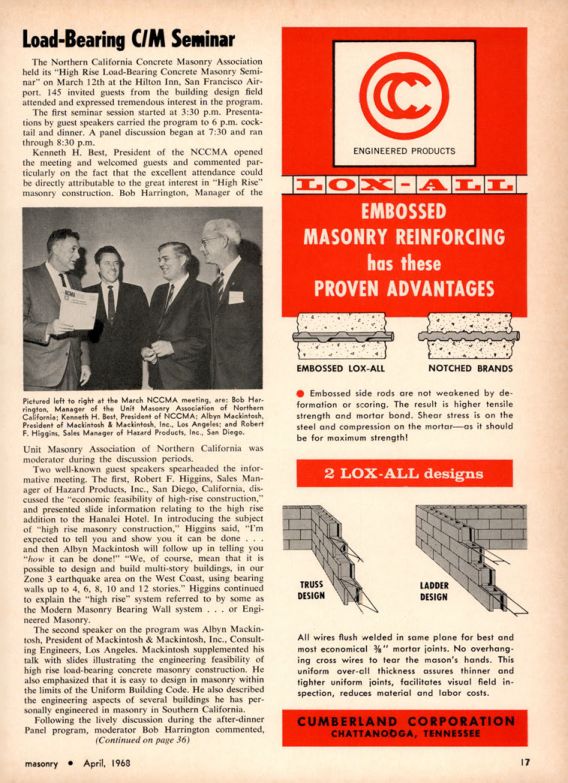 Load-Bearing C/M Seminar
The Northern California Concrete Masonry Association
held its "High Rise Load-Bearing Concrete Masonry Semi-
nar" on March 12th at the Hilton Inn, San Francisco Air-
port. 145 invited guests from the building design field
attended and expressed tremendous interest in the program.
The first seminar session started at 3:30 p.m. Presenta-
tions by guest speakers carried the program to 6 p.m. cock-
tail and dinner. A panel discussion began at 7:30 and ran
through 8:30 p.m.
Kenneth H. Best, President of the NCCMA opened
the meeting and welcomed guests and commented par-
ticularly on the fact that the excellent attendance could
be directly attributable to the great interest in "High Rise"
masonry construction. Bob Harrington, Manager of the
Pictured left to right at the March NCCMA meeting, are: Bob Har-
rington, Manager of the Unit Masonry Association of Northern
California; Kenneth H. Best, President of NCCMA; Albyn Mackintosh,
President of Mackintosh & Mackintosh, Inc., Los Angeles; and Robert
F. Higgins, Sales Manager of Hazard Products, Inc., San Diego.
Unit Masonry Association of Northern California was
moderator during the discussion periods.
Two well-known guest speakers spearheaded the infor-
mative meeting. The first, Robert F. Higgins, Sales Man-
ager of Hazard Products, Inc., San Diego, California, dis-
cussed the "economic feasibility of high-rise construction,"
and presented slide information relating to the high rise
addition to the Hanalei Hotel. In introducing the subject
of "high rise masonry construction," Higgins said, "I'm
expected to tell you and show you it can be done . . .
and then Albyn Mackintosh will follow up in telling you
"how it can be done!" "We, of course, mean that it is
possible to design and build multi-story buildings, in our
Zone 3 earthquake area on the West Coast, using bearing
walls up to 4, 6, 8, 10 and 12 stories." Higgins continued
to explain the "high rise" system referred to by some as
the Modern Masonry Bearing Wall system . . . or Engi-
neered Masonry.
The second speaker on the program was Albyn Mackin-
tosh, President of Mackintosh & Mackintosh, Inc., Consult-
ing Engineers, Los Angeles. Mackintosh supplemented his
talk with slides illustrating the engineering feasibility of
high rise load-bearing concrete masonry construction. He
also emphasized that it is easy to design in masonry within
the limits of the Uniform Building Code. He also described
the engineering aspects of several buildings he has per-
sonally engineered in masonry in Southern California.
Following the lively discussion during the after-dinner
Panel program, moderator Bob Harrington commented,
(Continued on page 36)
masonry • April, 1968
ENGINEERED PRODUCTS
LOX-ALL
EMBOSSED
MASONRY REINFORCING
has these
PROVEN ADVANTAGES
EMBOSSED LOX-ALL
NOTCHED BRANDS
• Embossed side rods are not weakened by de-
formation or scoring. The result is higher tensile
strength and mortar bond. Shear stress is on the
steel and compression on the mortar—as it should
be for maximum strength!
2 LOX-ALL designs
TRUSS
DESIGN
LADDER
DESIGN
All wires flush welded in same plane for best and
most economical ⅜" mortar joints. No overhang-
ing cross wires to tear the mason's hands. This
uniform over-all thickness assures thinner and
tighter uniform joints, facilitates visual field in-
spection, reduces material and labor costs.
CUMBERLAND CORPORATION
CHATTANOOGA, TENNESSEE
17